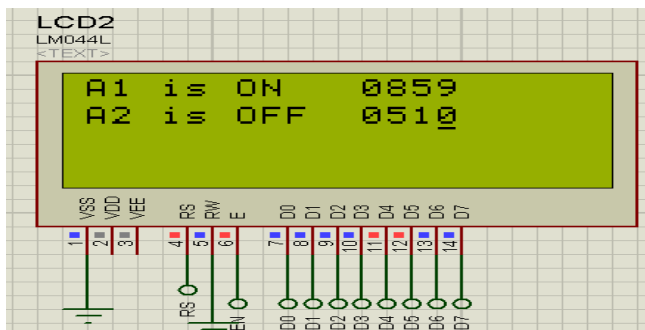 LCD2
LM044L
<TEXT>
A1 is ON 0859
A2 is OFF 0510
VSS VDD VEE RS RW E D0 D1 D2 D3 D4 D5 D6 D7
1 2 3 4 5 6 7 8 9 10 11 12 13 14
RS EN D0 D1 D2 D3 D4 D5 D6 D7